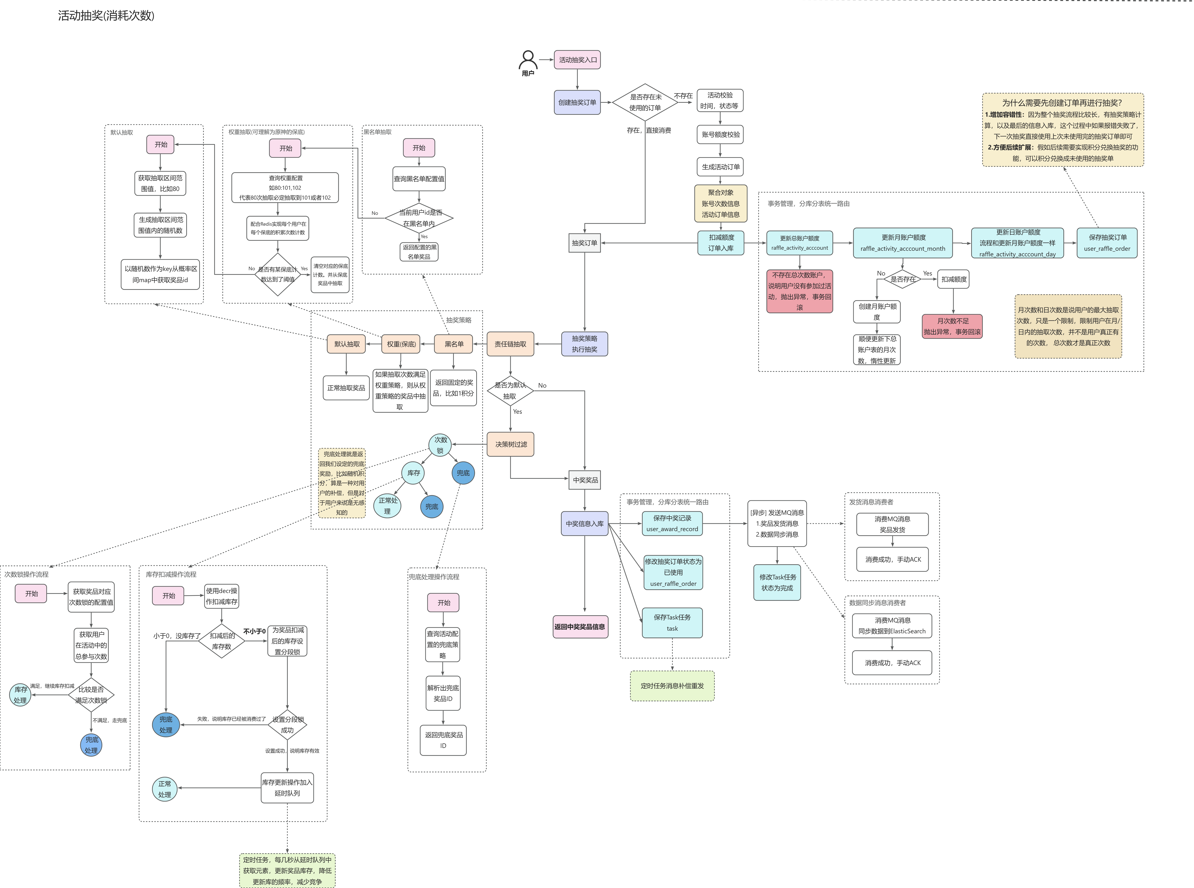 活动抽奖(消耗次数)
用户
活动抽奖入口
创建抽奖订单
是否存在未
使用的订单
不存在
存在，直接消费
活动校验
时间，状态等
账号额度校验
生成活动订单
聚合对象
账号次数信息
活动订单信息
扣减额度
订单入库
抽奖订单
为什么需要先创建订单再进行抽奖?
1.增加容错性：因为整个抽奖流程比较长，有抽奖策略计
算，以及最后的信息入库，这个过程中如果报错失败了，
下一次抽奖直接使用上次未使用完的抽奖订单即可
2.方便后续扩展：假如后续需要实现积分兑换抽奖的功
能，可以积分兑换成未使用的抽奖单
事务管理，分库分表统一路由
更新总账户额度
raffle_activity_account
更新月账户额度
raffle_activity_acccount_month
更新日账户额度
流程和更新月账户额度一样
raffle_activity_acccount_day
保存抽奖订单
user_raffle_order
不存在总次数账户，
说明用户没有参加过活
动，抛出异常，事务回
滚
No
是否存在
Yes
扣减额度
创建月账户额
度
顺便更新下总
账户表的月次
数，惰性更新
月次数不足
抛出异常，事务回滚
月次数和日次数是说用户的最大抽取
次数，只是一个限制，限制用户在月/
日内的抽取次数，并不是用户真正有
的次数，总次数才是真正次数
默认抽取
开始
获取抽取区间范
围值，比如80
生成抽取区间范
围值内的随机数
以随机数作为key从概率区
间map中获取奖品id
权重抽取(可理解为原神的保底)
开始
查询权重配置
如80:101,102
代表80次抽取必定抽取到101或者102
配合Redis实现每个用户在
每个保底的积累次数计数
No
是否有某保底计
数达到了阈值
Yes
清空对应的保底
计数，并从保底
奖品中抽取
黑名单抽取
开始
查询黑名单配置值
No
当前用户id是否
在黑名单内
Yes
返回配置的黑
名单奖品
抽奖策略
默认抽取
权重(保底)
黑名单
责任链抽取
抽奖策略
执行抽奖
正常抽取奖品
如果抽取次数满足
权重策略，则从权
重策略的奖品中抽
取
返回固定的奖
品，比如1积分
是否为默认
抽取
No
Yes
决策树过滤
次数
锁
库存
兜底
正常处
理
兜底
兜底处理就是返
回我们设定的兜底
奖励，比如随机积
分，算是一种对用
户的补偿，但是对
于用户来说是无感
知的
中奖奖品
中奖信息入库
返回中奖奖品信息
事务管理，分库分表统一路由
保存中奖记录
user_award_record
修改抽奖订单状态为
已使用
user_raffle_order
保存Task任务
task
定时任务消息补偿重发
[异步] 发送MQ消息
1.奖品发货消息
2.数据同步消息
修改Task任务
状态为完成
发货消息消费者
消费MQ消息
奖品发货
消费成功，手动ACK
数据同步消息消费者
消费MQ消息
同步数据到ElasticSearch
消费成功，手动ACK
次数锁操作流程
开始
获取奖品对应
次数锁的配置值
获取用户
在活动中的
总参与次数
比较是否
满足次数锁
满足，链接库存扣减
库存
处理
不满足，走兜底
兜底
处理
库存扣减操作流程
开始
使用decr操
作扣减库存
扣减后的
库存数
小于0，没库存了
不小于0
为奖品扣减
后的库存设
置分段锁
设置分段锁
成功
失败，说明库存已经被消费过了
兜底
处理
设置成功，说明库存有效
库存更新操作加入
延时队列
正常
处理
定时任务，每几秒从延时队列中
获取元素，更新奖品库存，降低
更新库的频率，减少竞争
兜底处理操作流程
开始
查询活动配
置的兜底策
略
解析出兜底
奖品ID
返回兜底奖品
ID